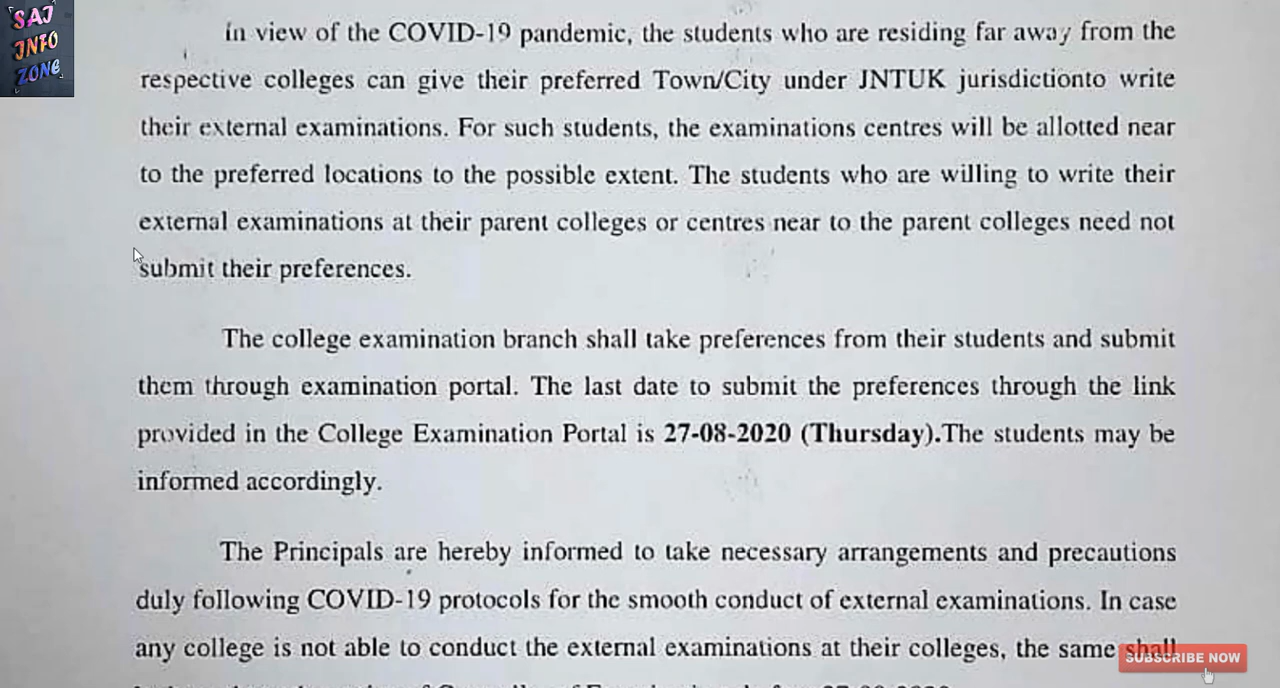 SAJ
INFO
ZONE
in view of the COVID-19 pandemic, the students who are residing far away from the
respective colleges can give their preferred Town/City under JNTUK jurisdictionto write
their external examinations. For such students, the examinations centres will be allotted near
to the preferred locations to the possible extent. The students who are willing to write their
external examinations at their parent colleges or centres near to the parent colleges need not
submit their preferences.
The college examination branch shall take preferences from their students and submit
them through examination portal. The last date to submit the preferences through the link
provided in the College Examination Portal is 27-08-2020 (Thursday).The students may be
informed accordingly.
The Principals are hereby informed to take necessary arrangements and precautions
duly following COVID-19 protocols for the smooth conduct of external examinations. In case
any college is not able to conduct the external examinations at their colleges, the same shall
SUBSCRIBE NOW